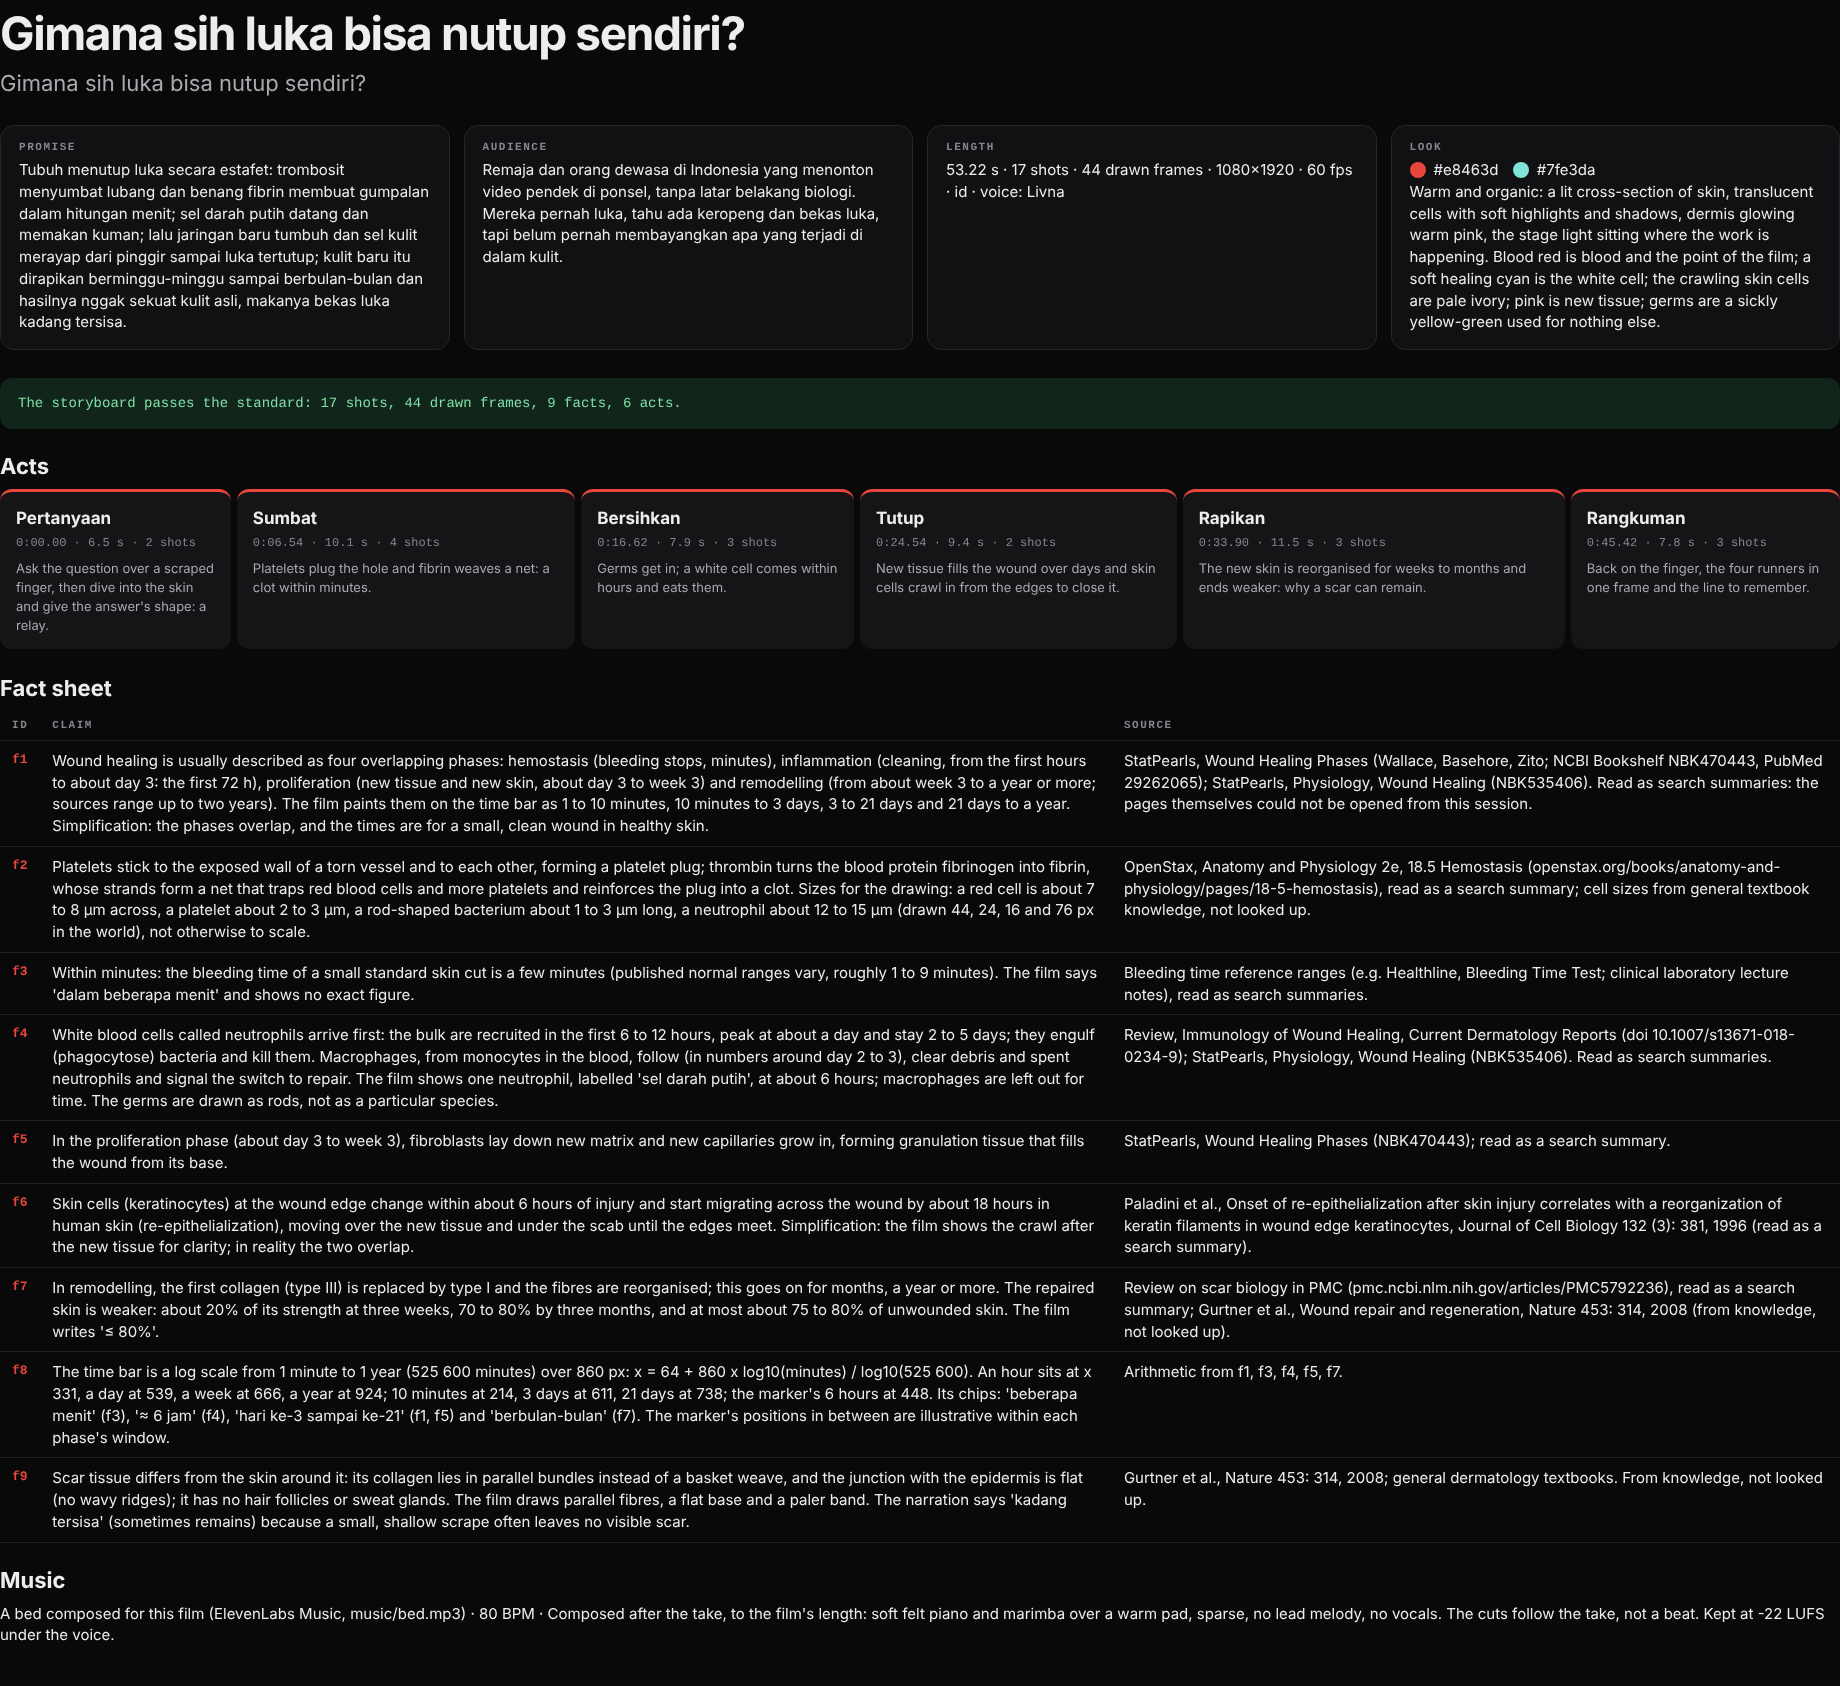 Gimana sih luka bisa nutup sendiri?
Gimana sih luka bisa nutup sendiri?
PROMISE
Tubuh menutup luka secara estafet: trombosit
menyumbat lubang dan benang fibrin membuat gumpalan
dalam hitungan menit; sel darah putih datang dan
memakan kuman; lalu jaringan baru tumbuh dan sel kulit
merayap dari pinggir sampai luka tertutup; kulit baru itu
dirapikan berminggu-minggu sampai berbulan-bulan dan
hasilnya nggak sekuat kulit asli, makanya bekas luka
kadang tersisa.
AUDIENCE
Remaja dan orang dewasa di Indonesia yang menonton
video pendek di ponsel, tanpa latar belakang biologi.
Mereka pernah luka, tahu ada keropeng dan bekas luka,
tapi belum pernah membayangkan apa yang terjadi di
dalam kulit.
LENGTH
53.22 s · 17 shots · 44 drawn frames · 1080×1920 · 60 fps
· id · voice: Livna
LOOK
#e8463d #7fe3da
Warm and organic: a lit cross-section of skin, translucent
cells with soft highlights and shadows, dermis glowing
warm pink, the stage light sitting where the work is
happening. Blood red is blood and the point of the film; a
soft healing cyan is the white cell; the crawling skin cells
are pale ivory; pink is new tissue; germs are a sickly
yellow-green used for nothing else.
The storyboard passes the standard: 17 shots, 44 drawn frames, 9 facts, 6 acts.
Acts
Pertanyaan
0:00.00 · 6.5 s · 2 shots
Ask the question over a scraped
finger, then dive into the skin
and give the answer's shape: a
relay.
Sumbat
0:06.54 · 10.1 s · 4 shots
Platelets plug the hole and fibrin weaves a net: a
clot within minutes.
Bersihkan
0:16.62 · 7.9 s · 3 shots
Germs get in; a white cell comes within
hours and eats them.
Tutup
0:24.54 · 9.4 s · 2 shots
New tissue fills the wound over days and skin
cells crawl in from the edges to close it.
Rapikan
0:33.90 · 11.5 s · 3 shots
The new skin is reorganised for weeks to months and
ends weaker: why a scar can remain.
Rangkuman
0:45.42 · 7.8 s · 3 shots
Back on the finger, the four runners in
one frame and the line to remember.
Fact sheet
ID CLAIM SOURCE
f1 Wound healing is usually described as four overlapping phases: hemostasis (bleeding stops, minutes), inflammation (cleaning, from the first hours
to about day 3: the first 72 h), proliferation (new tissue and new skin, about day 3 to week 3) and remodelling (from about week 3 to a year or more;
sources range up to two years). The film paints them on the time bar as 1 to 10 minutes, 10 minutes to 3 days, 3 to 21 days and 21 days to a year.
Simplification: the phases overlap, and the times are for a small, clean wound in healthy skin.
StatPearls, Wound Healing Phases (Wallace, Basehore, Zito; NCBI Bookshelf NBK470443, PubMed
29262065); StatPearls, Physiology, Wound Healing (NBK535406). Read as search summaries: the
pages themselves could not be opened from this session.
f2 Platelets stick to the exposed wall of a torn vessel and to each other, forming a platelet plug; thrombin turns the blood protein fibrinogen into fibrin,
whose strands form a net that traps red blood cells and more platelets and reinforces the plug into a clot. Sizes for the drawing: a red cell is about 7
to 8 µm across, a platelet about 2 to 3 µm, a rod-shaped bacterium about 1 to 3 µm long, a neutrophil about 12 to 15 µm (drawn 44, 24, 16 and 76 px
in the world), not otherwise to scale.
OpenStax, Anatomy and Physiology 2e, 18.5 Hemostasis (openstax.org/books/anatomy-and-
physiology/pages/18-5-hemostasis), read as a search summary; cell sizes from general textbook
knowledge, not looked up.
f3 Within minutes: the bleeding time of a small standard skin cut is a few minutes (published normal ranges vary, roughly 1 to 9 minutes). The film says
'dalam beberapa menit' and shows no exact figure.
Bleeding time reference ranges (e.g. Healthline, Bleeding Time Test; clinical laboratory lecture
notes), read as search summaries.
f4 White blood cells called neutrophils arrive first: the bulk are recruited in the first 6 to 12 hours, peak at about a day and stay 2 to 5 days; they engulf
(phagocytose) bacteria and kill them. Macrophages, from monocytes in the blood, follow (in numbers around day 2 to 3), clear debris and spent
neutrophils and signal the switch to repair. The film shows one neutrophil, labelled 'sel darah putih', at about 6 hours; macrophages are left out for
time. The germs are drawn as rods, not as a particular species.
Review, Immunology of Wound Healing, Current Dermatology Reports (doi 10.1007/s13671-018-
0234-9); StatPearls, Physiology, Wound Healing (NBK535406). Read as search summaries.
f5 In the proliferation phase (about day 3 to week 3), fibroblasts lay down new matrix and new capillaries grow in, forming granulation tissue that fills
the wound from its base.
StatPearls, Wound Healing Phases (NBK470443); read as a search summary.
f6 Skin cells (keratinocytes) at the wound edge change within about 6 hours of injury and start migrating across the wound by about 18 hours in
human skin (re-epithelialization), moving over the new tissue and under the scab until the edges meet. Simplification: the film shows the crawl after
the new tissue for clarity; in reality the two overlap.
Paladini et al., Onset of re-epithelialization after skin injury correlates with a reorganization of
keratin filaments in wound edge keratinocytes, Journal of Cell Biology 132 (3): 381, 1996 (read as a
search summary).
f7 In remodelling, the first collagen (type III) is replaced by type I and the fibres are reorganised; this goes on for months, a year or more. The repaired
skin is weaker: about 20% of its strength at three weeks, 70 to 80% by three months, and at most about 75 to 80% of unwounded skin. The film
writes '≤ 80%'.
Review on scar biology in PMC (pmc.ncbi.nlm.nih.gov/articles/PMC5792236), read as a search
summary; Gurtner et al., Wound repair and regeneration, Nature 453: 314, 2008 (from knowledge,
not looked up).
f8 The time bar is a log scale from 1 minute to 1 year (525 600 minutes) over 860 px: x = 64 + 860 x log10(minutes) / log10(525 600). An hour sits at x
331, a day at 539, a week at 666, a year at 924; 10 minutes at 214, 3 days at 611, 21 days at 738; the marker's 6 hours at 448. Its chips: 'beberapa
menit' (f3), '≈ 6 jam' (f4), 'hari ke-3 sampai ke-21' (f1, f5) and 'berbulan-bulan' (f7). The marker's positions in between are illustrative within each
phase's window.
Arithmetic from f1, f3, f4, f5, f7.
f9 Scar tissue differs from the skin around it: its collagen lies in parallel bundles instead of a basket weave, and the junction with the epidermis is flat
(no wavy ridges); it has no hair follicles or sweat glands. The film draws parallel fibres, a flat base and a paler band. The narration says 'kadang
tersisa' (sometimes remains) because a small, shallow scrape often leaves no visible scar.
Gurtner et al., Nature 453: 314, 2008; general dermatology textbooks. From knowledge, not looked
up.
Music
A bed composed for this film (ElevenLabs Music, music/bed.mp3) · 80 BPM · Composed after the take, to the film's length: soft felt piano and marimba over a warm pad, sparse, no lead melody, no vocals. The cuts follow the take, not a beat. Kept at -22 LUFS
under the voice.